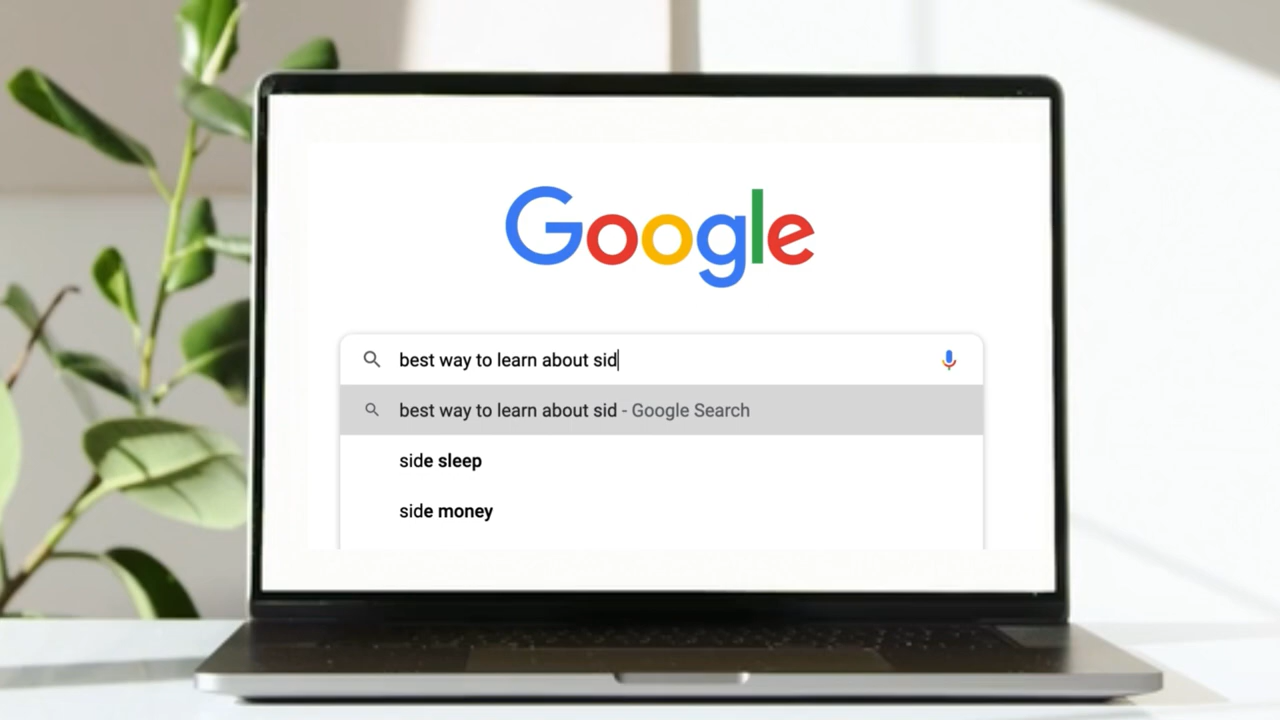 Google
best way to learn about sid
best way to learn about sid - Google Search
side sleep
side money